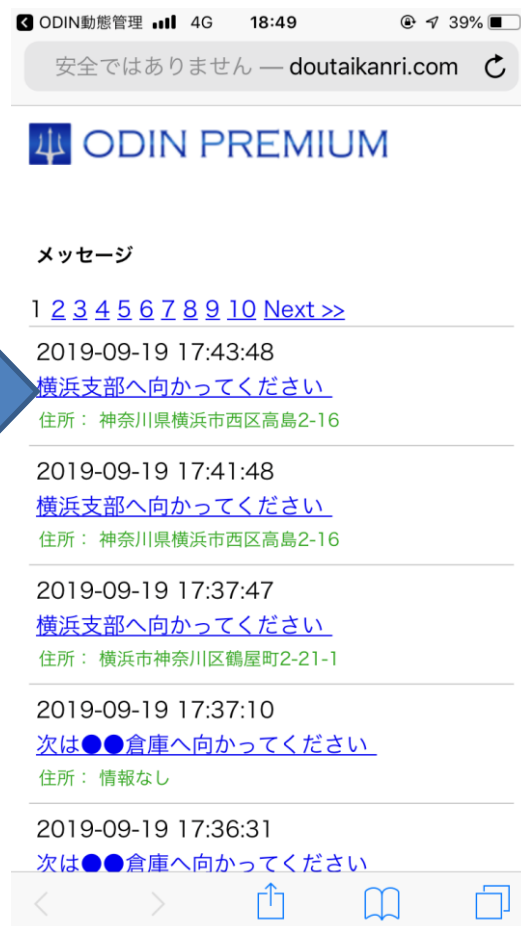 ODIN動態管理 4G 18:49 39%
安全ではありません — doutaikanri.com
ODIN PREMIUM
メッセージ
1 2 3 4 5 6 7 8 9 10 Next >>
2019-09-19 17:43:48
横浜支部へ向かってください
住所： 神奈川県横浜市西区高島2-16
2019-09-19 17:41:48
横浜支部へ向かってください
住所： 神奈川県横浜市西区高島2-16
2019-09-19 17:37:47
横浜支部へ向かってください
住所： 横浜市神奈川区鶴屋町2-21-1
2019-09-19 17:37:10
次は●●倉庫へ向かってください
住所： 情報なし
2019-09-19 17:36:31
次は●●倉庫へ向かってください